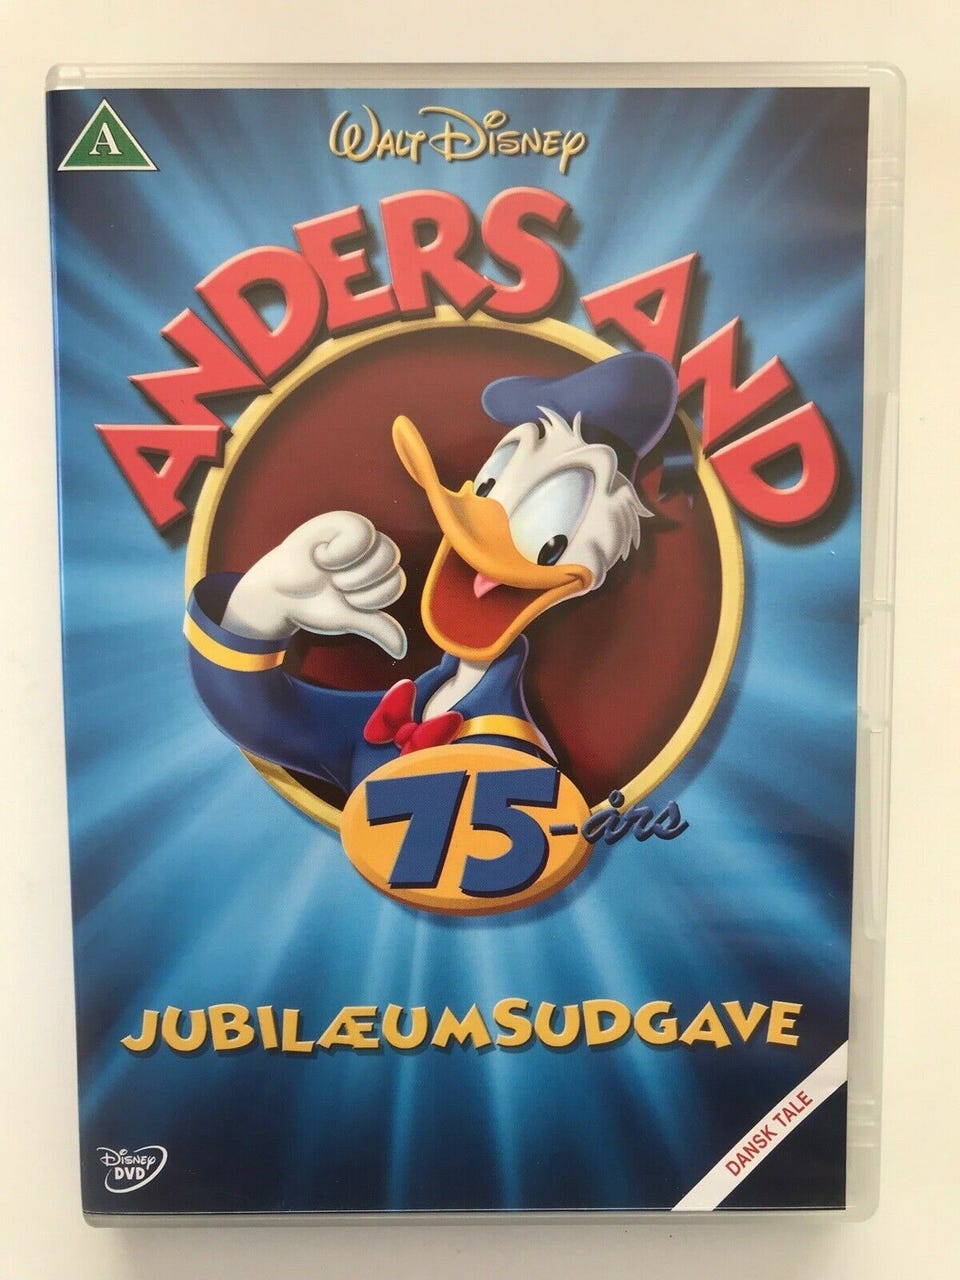 A
WALT DISNEY
ANDERS AND
75-års
JUBILÆUMSUDGAVE
DANSK TALE
DISNEY
DVD